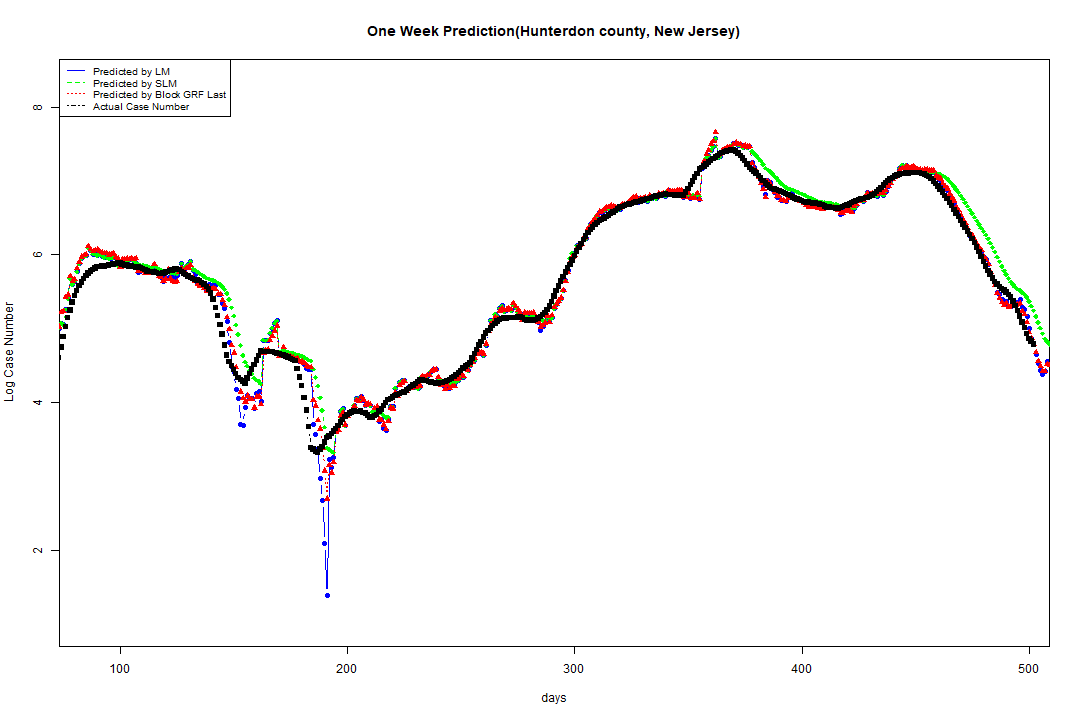 One Week Prediction(Hunterdon county, New Jersey)
Predicted by LM
Predicted by SLM
Predicted by Block GRF Last
Actual Case Number
Log Case Number
8
6
4
2
100 200 300 400 500
days